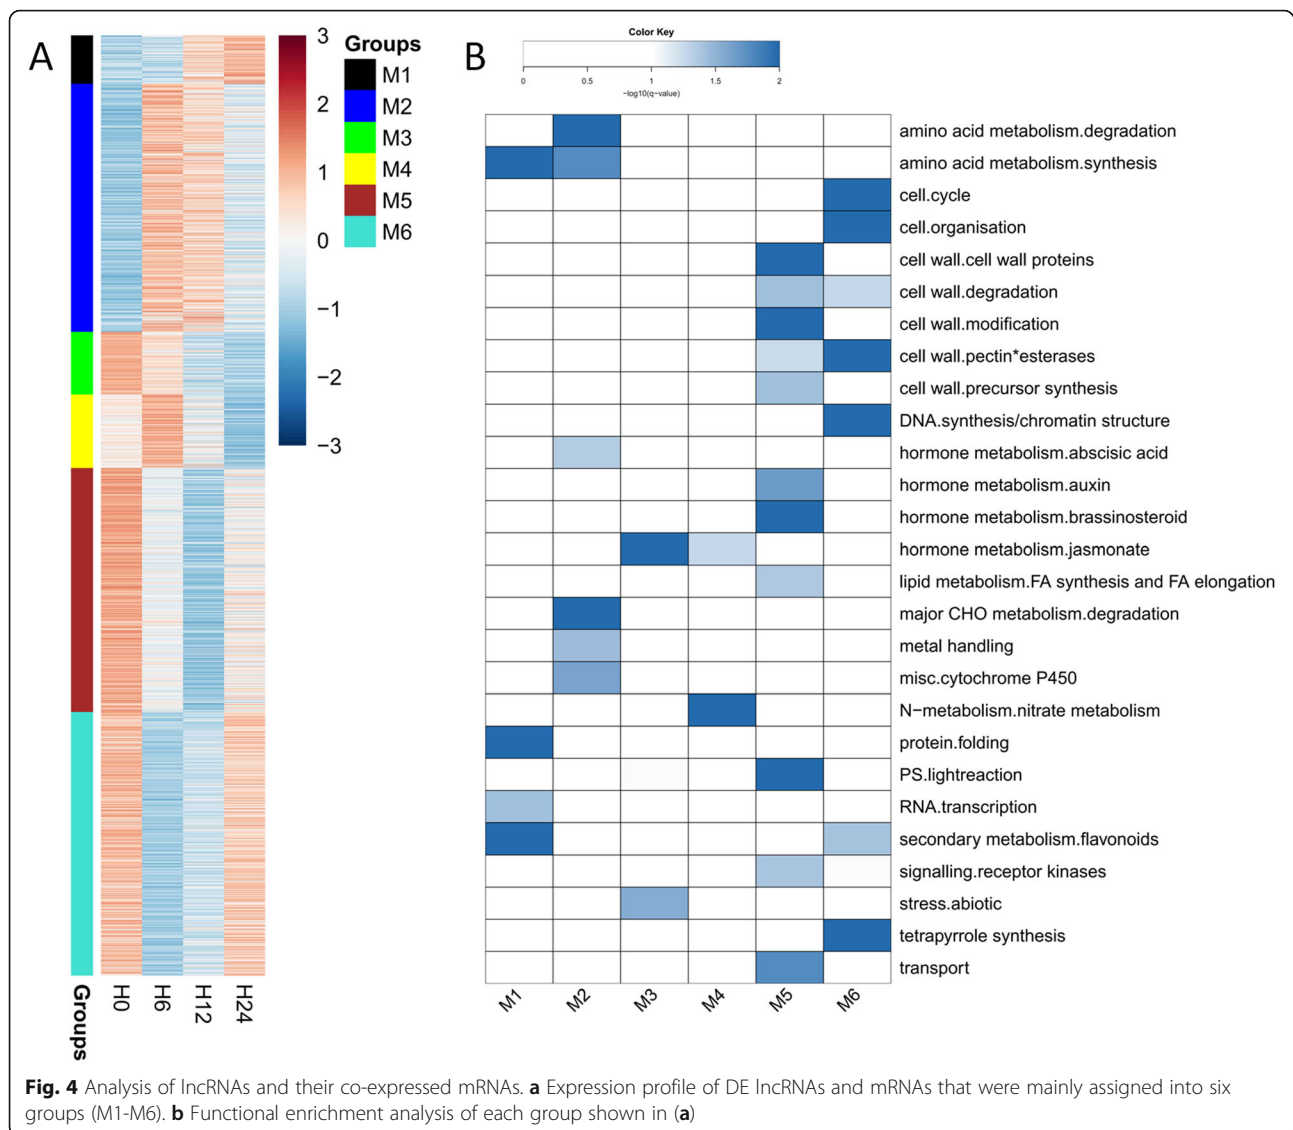 A
3
2
1
0
−1
−2
−3
Groups
M1
M2
M3
M4
M5
M6
Groups
H0
H6
H12
H24
B
Color Key
0
0.5
1
1.5
2
−log10(q−value)
amino acid metabolism.degradation
amino acid metabolism.synthesis
cell.cycle
cell.organisation
cell wall.cell wall proteins
cell wall.degradation
cell wall.modification
cell wall.pectin*esterases
cell wall.precursor synthesis
DNA.synthesis/chromatin structure
hormone metabolism.abscisic acid
hormone metabolism.auxin
hormone metabolism.brassinosteroid
hormone metabolism.jasmonate
lipid metabolism.FA synthesis and FA elongation
major CHO metabolism.degradation
metal handling
misc.cytochrome P450
N−metabolism.nitrate metabolism
protein.folding
PS.lightreaction
RNA.transcription
secondary metabolism.flavonoids
signalling.receptor kinases
stress.abiotic
tetrapyrrole synthesis
transport
M1
M2
M3
M4
M5
M6
Fig. 4 Analysis of lncRNAs and their co-expressed mRNAs. a Expression profile of DE lncRNAs and mRNAs that were mainly assigned into six
groups (M1-M6). b Functional enrichment analysis of each group shown in (a)